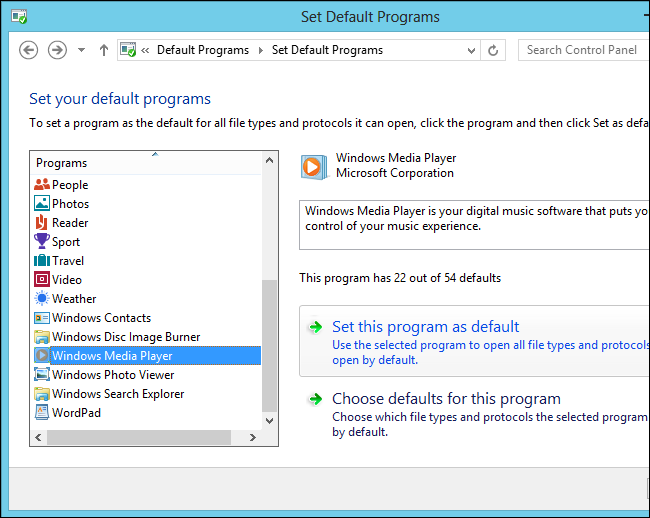 Set Default Programs
« Default Programs Set Default Programs
Search Control Panel
Set your default programs
To set a program as the default for all file types and protocols it can open, click the program and then click Set as defa
Programs
People
Photos
Reader
Sport
Travel
Video
Weather
Windows Contacts
Windows Disc Image Burner
Windows Media Player
Windows Photo Viewer
Windows Search Explorer
WordPad
Windows Media Player
Microsoft Corporation
Windows Media Player is your digital music software that puts yo
control of your music experience.
This program has 22 out of 54 defaults
Set this program as default
Use the selected program to open all file types and protocols
open by default.
Choose defaults for this program
Choose which file types and protocols the selected program
by default.